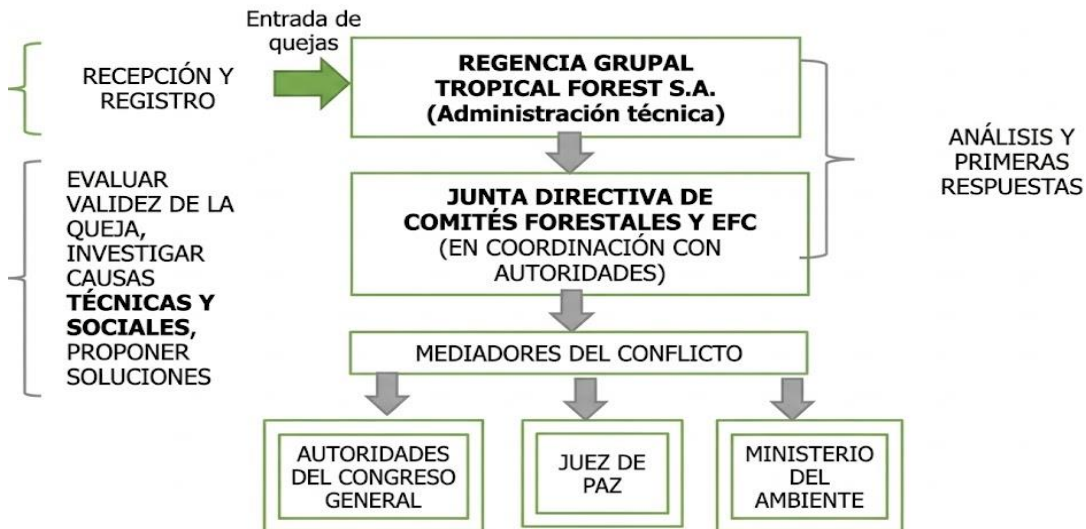 Entrada de
quejas
RECEPCIÓN Y
REGISTRO
REGENCIA GRUPAL
TROPICAL FOREST S.A.
(Administración técnica)
ANÁLISIS Y
PRIMERAS
RESPUESTAS
EVALUAR
VALIDEZ DE LA
QUEJA,
INVESTIGAR
CAUSAS
TÉCNICAS Y
SOCIALES,
PROPONER
SOLUCIONES
JUNTA DIRECTIVA DE
COMITÉS FORESTALES Y EFC
(EN COORDINACIÓN CON
AUTORIDADES)
MEDIADORES DEL CONFLICTO
AUTORIDADES
DEL CONGRESO
GENERAL
JUEZ DE
PAZ
MINISTERIO
DEL
AMBIENTE